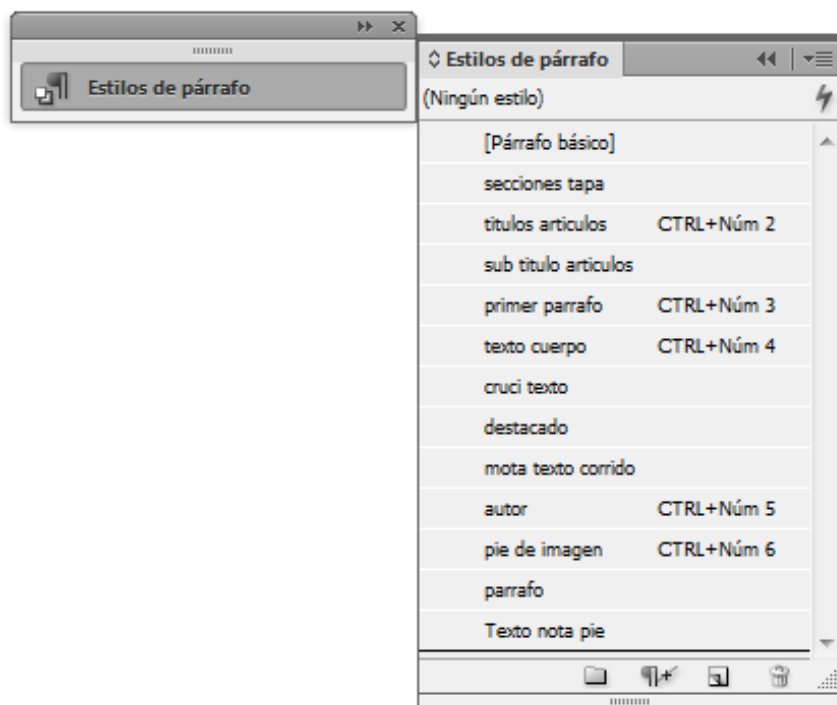 Estilos de párrafo
Estilos de párrafo
(Ningún estilo)
[Párrafo básico]
secciones tapa
titulos articulos CTRL+Núm 2
sub titulo articulos
primer parrafo CTRL+Núm 3
texto cuerpo CTRL+Núm 4
cruci texto
destacado
mota texto corrido
autor CTRL+Núm 5
pie de imagen CTRL+Núm 6
parrafo
Texto nota pie